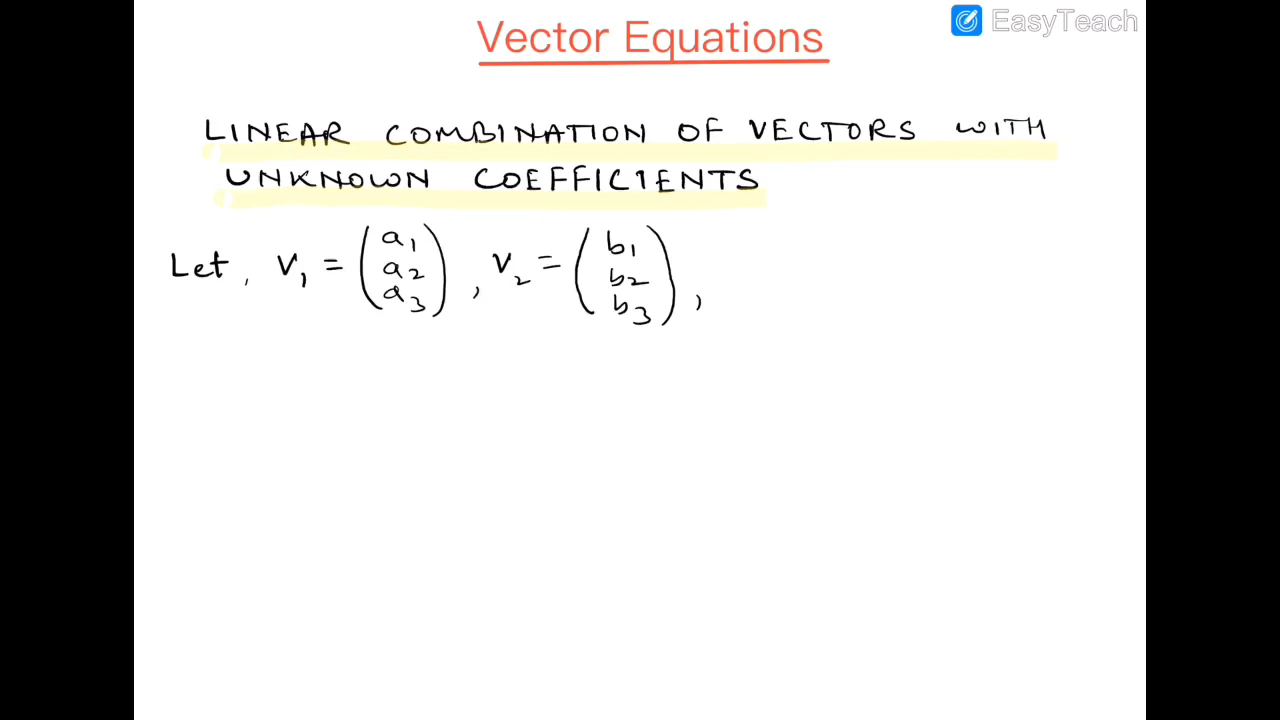 EasyTeach
Vector Equations
LINEAR COMBINATION OF VECTORS WITH
UNKNOWN COEFFICIENTS
Let, v₁ = (a₁ a₂ a₃), v₂ = (b₁ b₂ b₃),